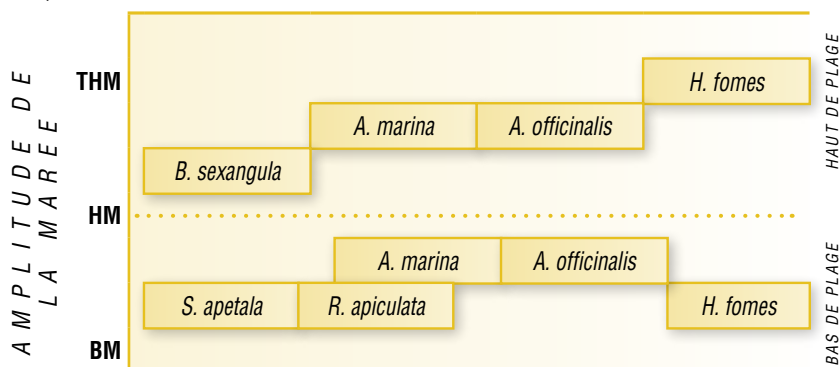 AMPLITUDE DE
LA MAREE
THM
HM
BM
H. fomes
A. marina
A. officinalis
B. sexangula
A. marina
A. officinalis
S. apetala
R. apiculata
H. fomes
HAUT DE PLAGE
BAS DE PLAGE